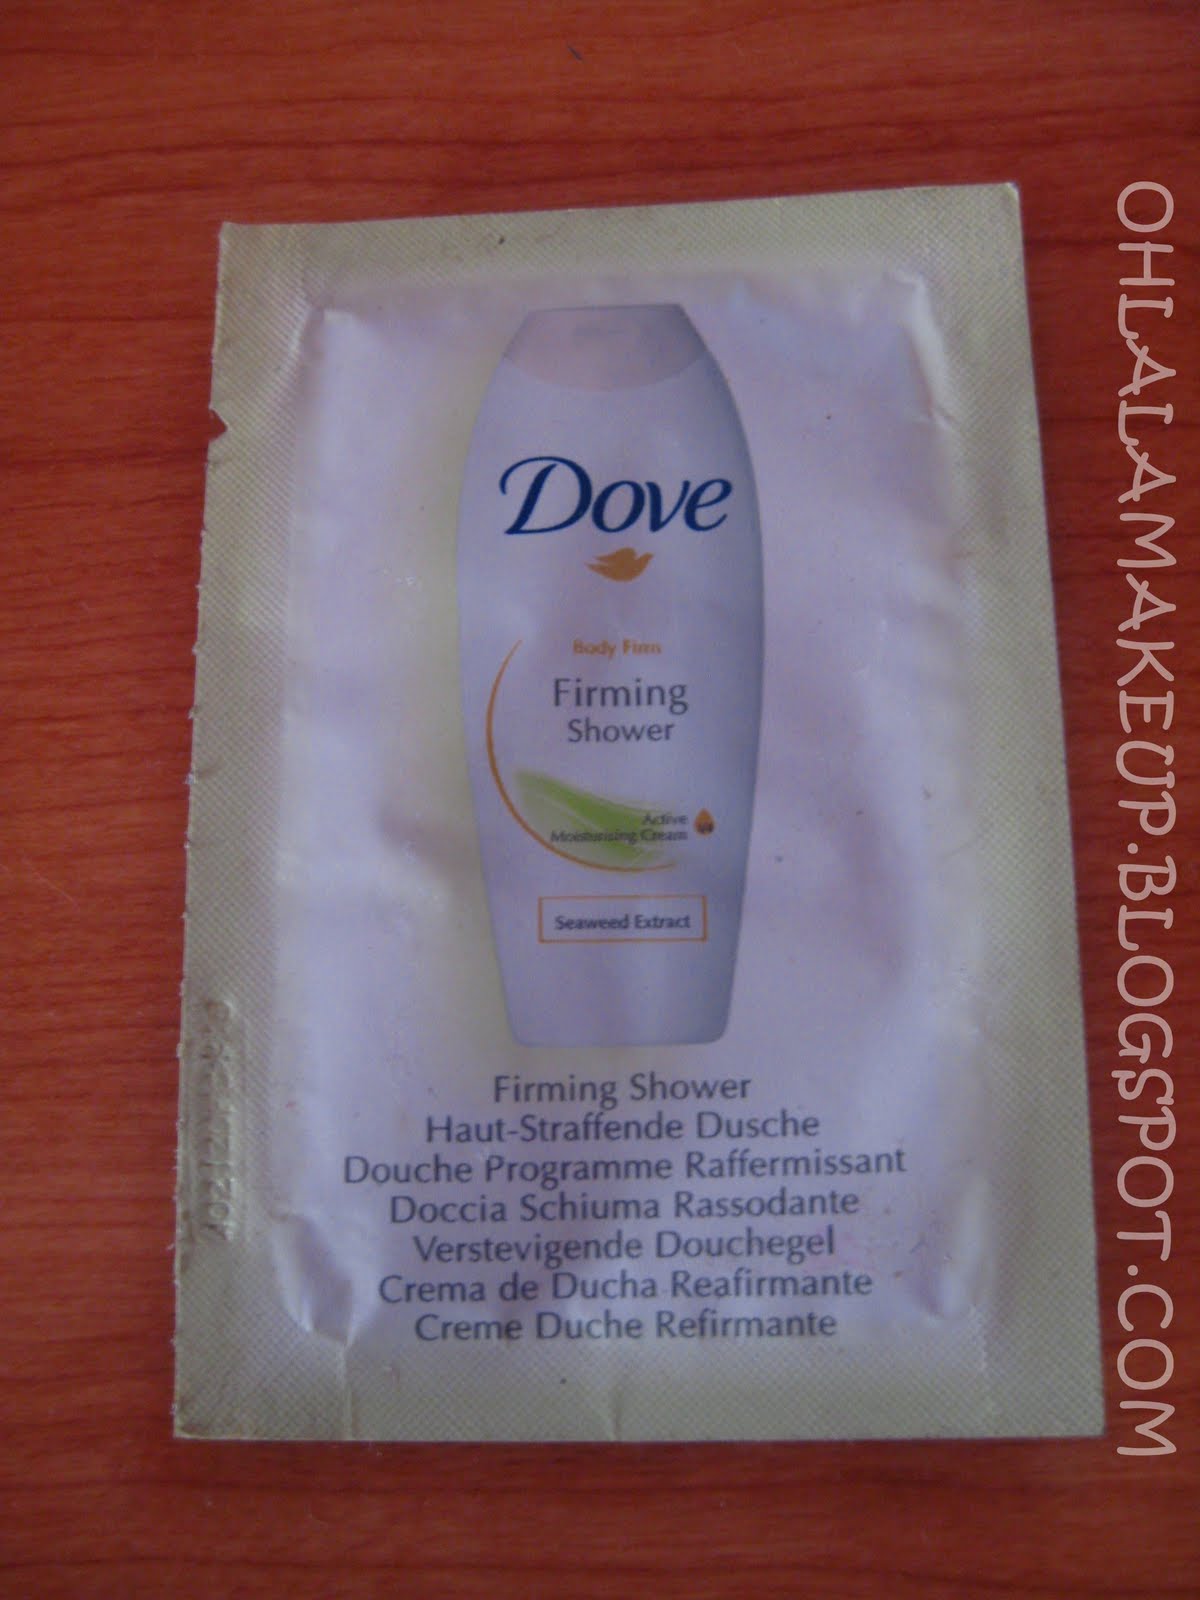 Dove
Body Firm
Firming
Shower
Active
Moisturising Cream
Seaweed Extract
Firming Shower
Haut-Straffende Dusche
Douche Programme Raffermissant
Doccia Schiuma Rassodante
Verstevigende Douchegel
Crema de Ducha Reafirmante
Creme Duche Refirmante
OHLALAMAKEUP.BLOGSPOT.COM